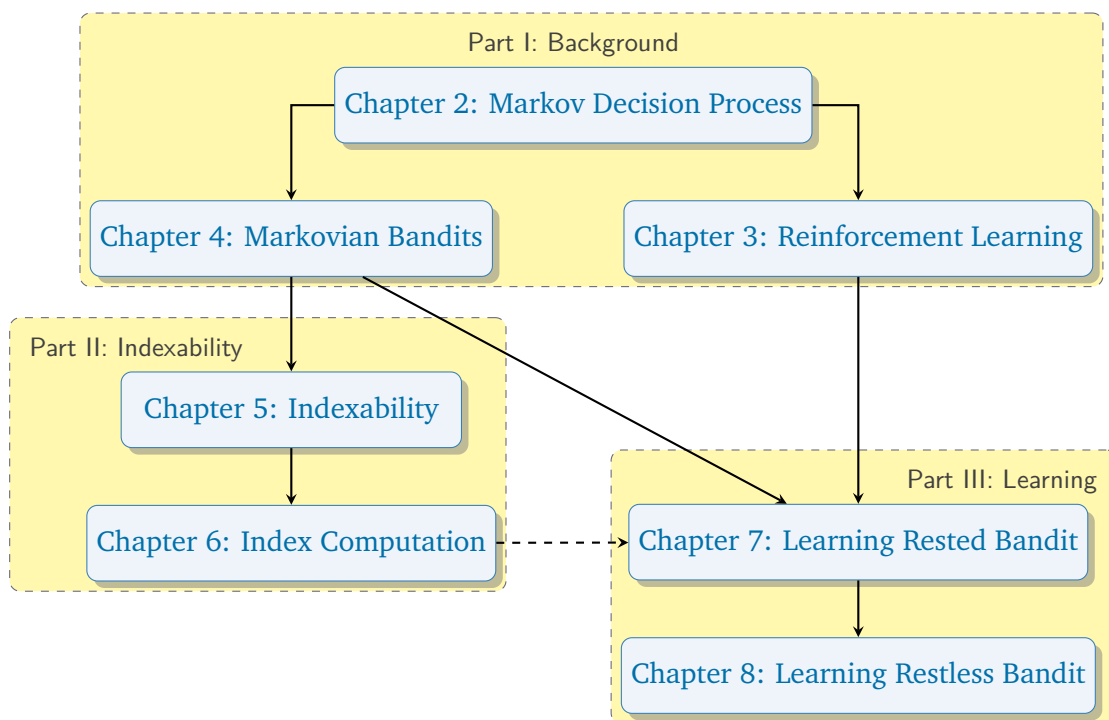 Part I: Background
Chapter 2: Markov Decision Process
Chapter 4: Markovian Bandits
Chapter 3: Reinforcement Learning
Part II: Indexability
Chapter 5: Indexability
Chapter 6: Index Computation
Part III: Learning
Chapter 7: Learning Rested Bandit
Chapter 8: Learning Restless Bandit